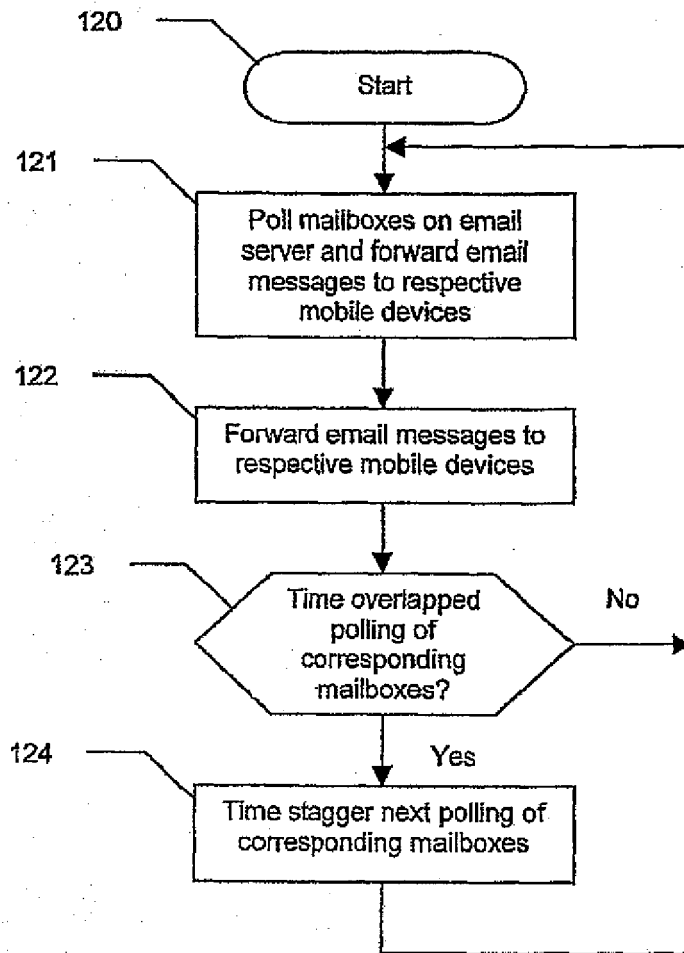 120
Start
121
Poll mailboxes on email
server and forward email
messages to respective
mobile devices
122
Forward email messages to
respective mobile devices
123
Time overlapped
polling of
corresponding
mailboxes?
No
Yes
124
Time stagger next polling of
corresponding mailboxes